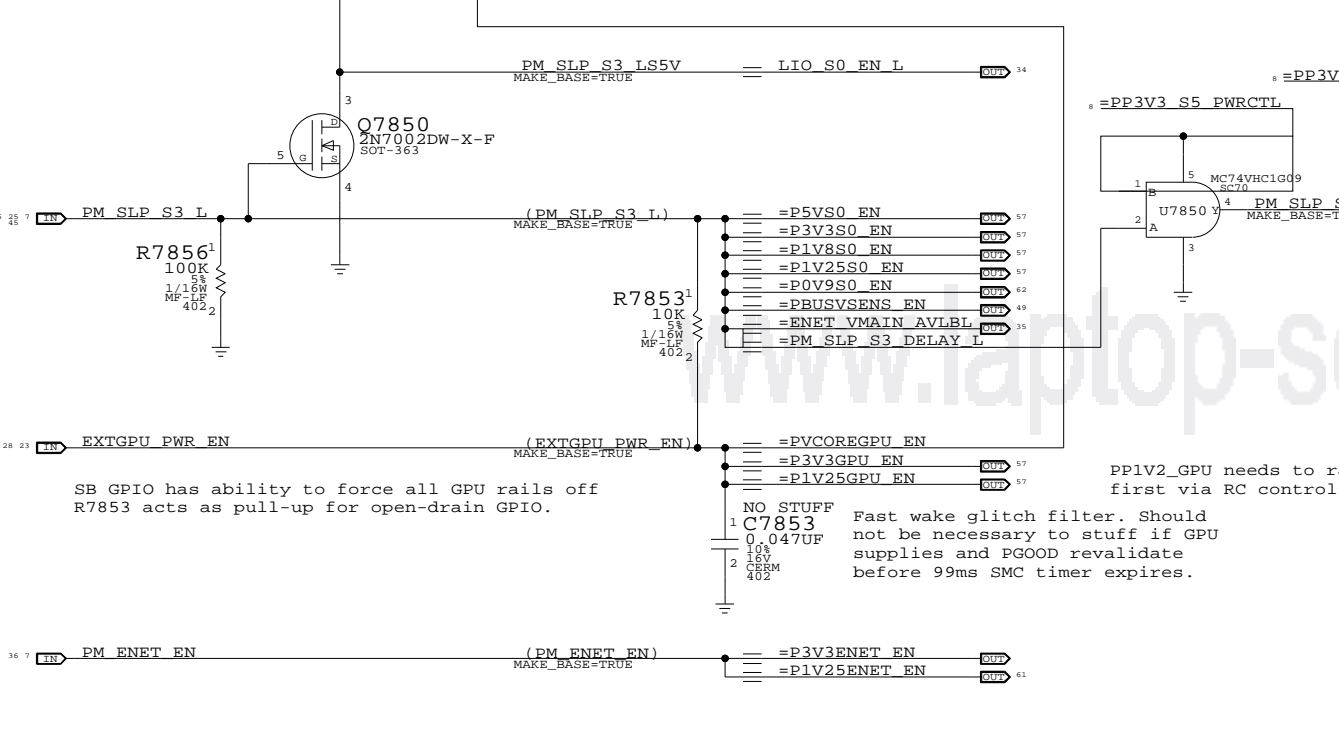 PM_SLP_S3_LS5V
MAKE_BASE=TRUE
LIO_S0_EN_L
OUT
34
8 =PP3V
8 =PP3V3_S5_PWRCTL
3
D
Q7850
2N7002DW-X-F
SOT-363
5
G
S
4
5
MC74VHC1G09
SC70
1
B
U7850
Y
4
2
A
3
PM_SLP_S
MAKE_BASE=T
25 7
45
IN
PM_SLP_S3_L
(PM_SLP_S3_L)
MAKE_BASE=TRUE
=P5VS0_EN
OUT
57
=P3V3S0_EN
OUT
57
=P1V8S0_EN
OUT
57
=P1V25S0_EN
OUT
57
=P0V9S0_EN
OUT
62
=PBUSVSENS_EN
OUT
49
=ENET_VMAIN_AVLBL
OUT
35
=PM_SLP_S3_DELAY_L
R7856
1
100K
5%
1/16W
MF-LF
402
2
R7853
1
10K
5%
1/16W
MF-LF
402
2
www.laptop-s
28 23
IN
EXTGPU_PWR_EN
(EXTGPU_PWR_EN)
MAKE_BASE=TRUE
=PVCOREGPU_EN
=P3V3GPU_EN
OUT
57
=P1V25GPU_EN
OUT
57
SB GPIO has ability to force all GPU rails off
R7853 acts as pull-up for open-drain GPIO.
PP1V2_GPU needs to r
first via RC control
NO STUFF
1
C7853
0.047UF
10%
16V
CERM
402
2
Fast wake glitch filter. Should
not be necessary to stuff if GPU
supplies and PGOOD revalidate
before 99ms SMC timer expires.
36 7
IN
PM_ENET_EN
(PM_ENET_EN)
MAKE_BASE=TRUE
=P3V3ENET_EN
OUT
=P1V25ENET_EN
OUT
61